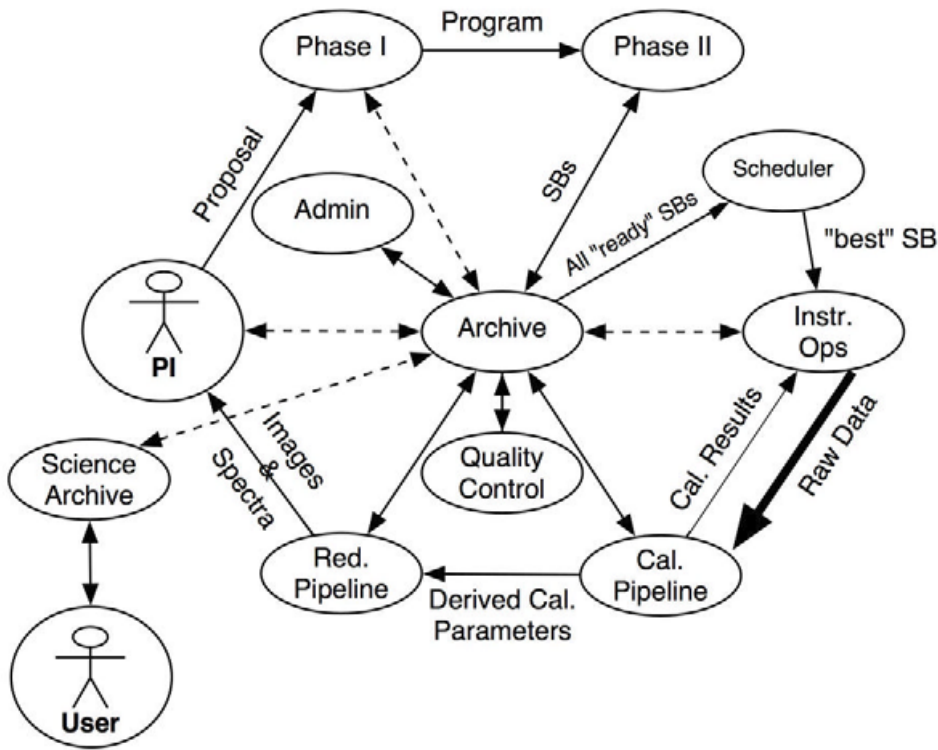 Phase I
Program
Phase II
Proposal
SBs
Scheduler
Admin
All "ready" SBs
"best" SB
PI
Archive
Instr.
Ops
Science
Archive
Images
&
Spectra
Quality
Control
Cal. Results
Raw Data
Red.
Pipeline
Derived Cal.
Parameters
Cal.
Pipeline
User